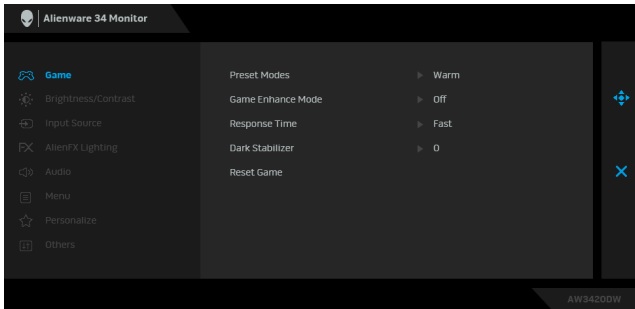 Alienware 34 Monitor
Game
Preset Modes Warm
Brightness/Contrast
Game Enhance Mode Off
Input Source
Response Time Fast
AlienFX Lighting
Dark Stabilizer 0
Audio
Reset Game
Menu
Personalize
Others
AW3420DW